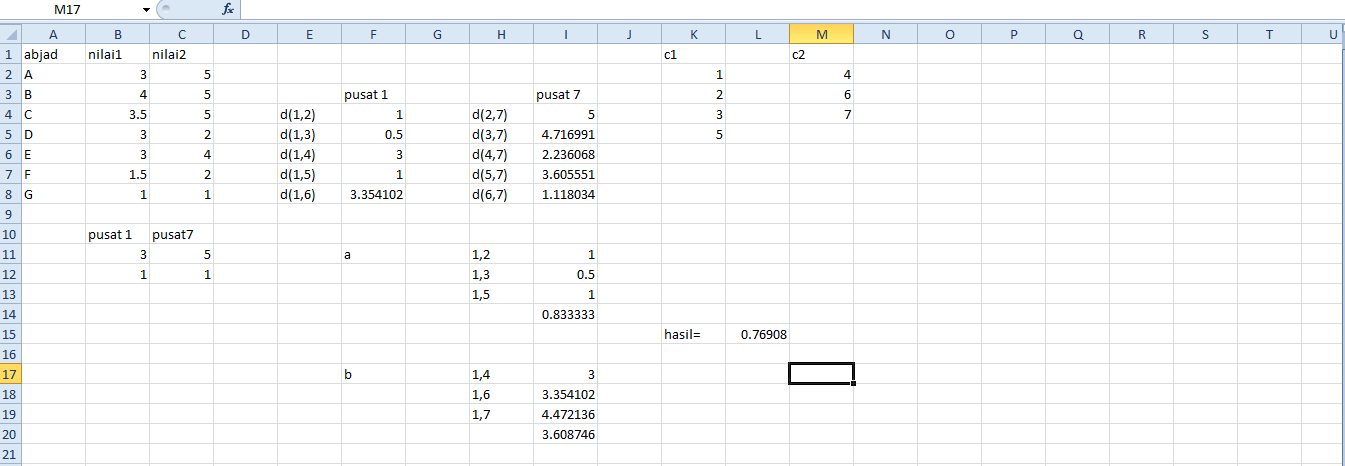 M17 fx
A B C D E F G H I J K L M N O P Q R S T U
1 abjad nilai1 nilai2 c1 c2
2 A 3 5 1 4
3 B 4 5 pusat 1 pusat 7 2 6
4 C 3.5 5 d(1,2) 1 d(2,7) 5 3 7
5 D 3 2 d(1,3) 0.5 d(3,7) 4.716991 5
6 E 3 4 d(1,4) 3 d(4,7) 2.236068
7 F 1.5 2 d(1,5) 1 d(5,7) 3.605551
8 G 1 1 d(1,6) 3.354102 d(6,7) 1.118034
9
10 pusat 1 pusat7
11 3 5 a 1,2 1
12 1 1 1,3 0.5
13 1,5 1
14 0.833333
15 hasil= 0.76908
16
17 b 1,4 3
18 1,6 3.354102
19 1,7 4.472136
20 3.608746
21